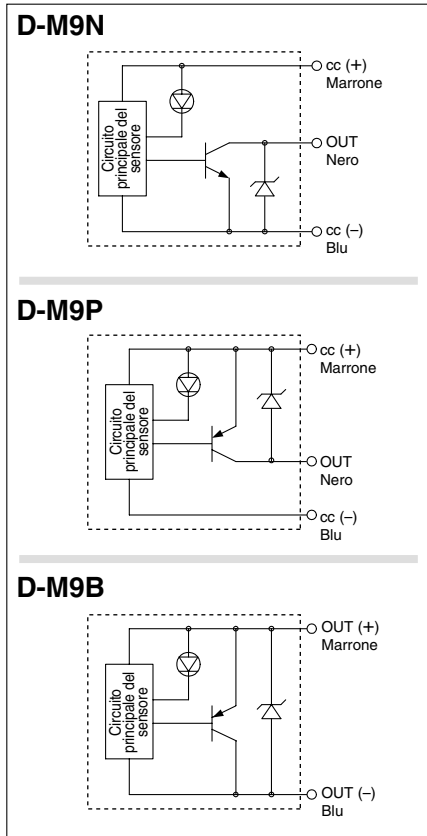 D-M9N
cc (+)
Marrone
Circuito
principale del
sensore
OUT
Nero
cc (–)
Blu
D-M9P
cc (+)
Marrone
Circuito
principale del
sensore
OUT
Nero
cc (–)
Blu
D-M9B
OUT (+)
Marrone
Circuito
principale del
sensore
OUT (–)
Blu